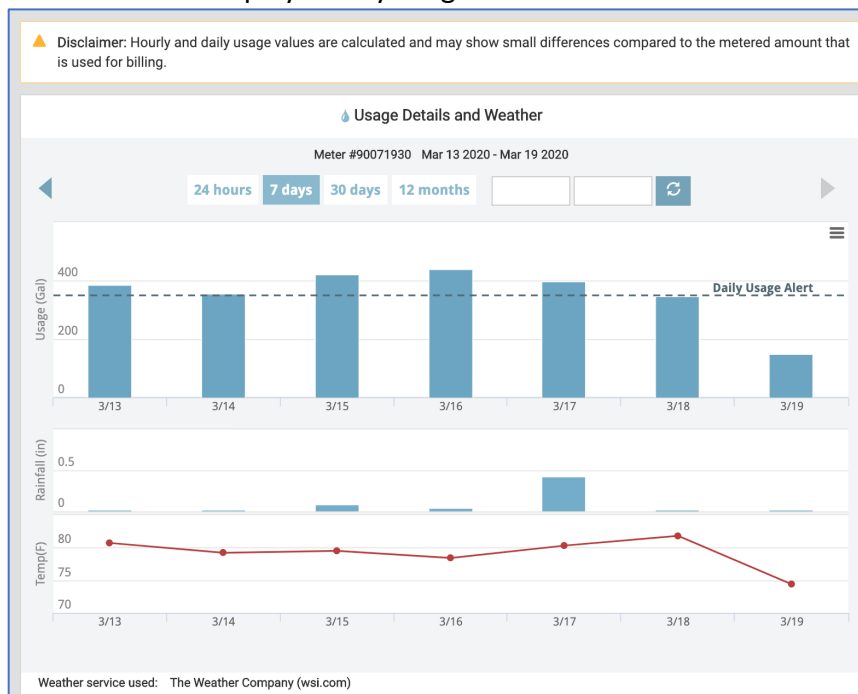 Disclaimer: Hourly and daily usage values are calculated and may show small differences compared to the metered amount that
is used for billing.
Usage Details and Weather
Meter #90071930 Mar 13 2020 - Mar 19 2020
24 hours 7 days 30 days 12 months
Usage (Gal)
400
200
0
Daily Usage Alert
3/13 3/14 3/15 3/16 3/17 3/18 3/19
Rainfall (in)
0.5
0
Temp(F)
80
75
70
3/13 3/14 3/15 3/16 3/17 3/18 3/19
Weather service used: The Weather Company (wsi.com)